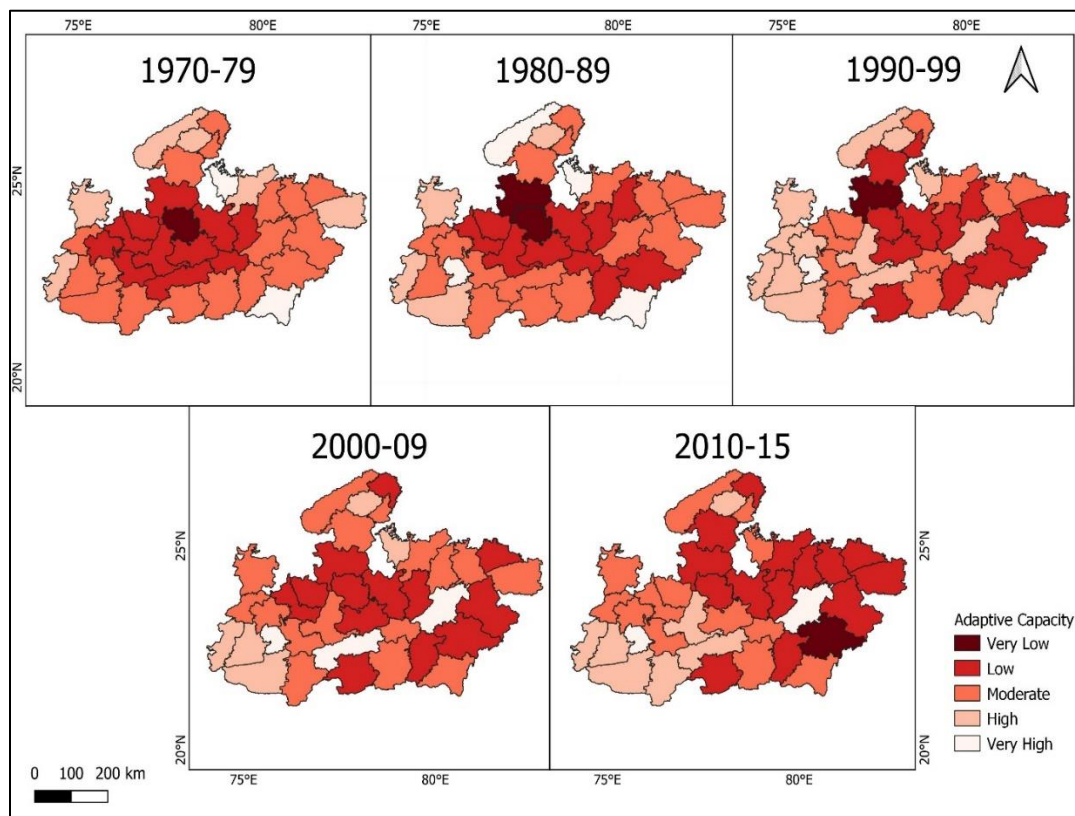 75°E 80°E 75°E 80°E 80°E
1970-79 1980-89 1990-99
25°N
25°N
20°N
20°N
2000-09 2010-15
25°N
25°N
20°N
20°N
Adaptive Capacity
Very Low
Low
Moderate
High
Very High
0 100 200 km
75°E 80°E 75°E 80°E